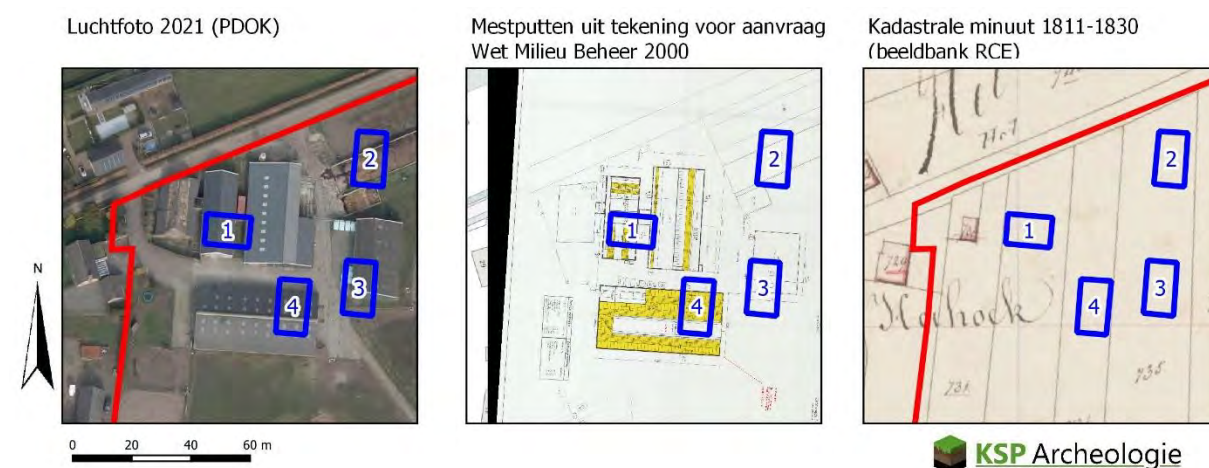 Luchtfoto 2021 (PDOK)
Mestputten uit tekening voor aanvraag
Wet Milieu Beheer 2000
Kadastrale minuut 1811-1830
(beeldbank RCE)
1
2
3
4
N
0 20 40 60 m
1
2
3
4
1
2
3
4
731.
735.
KSP Archeologie